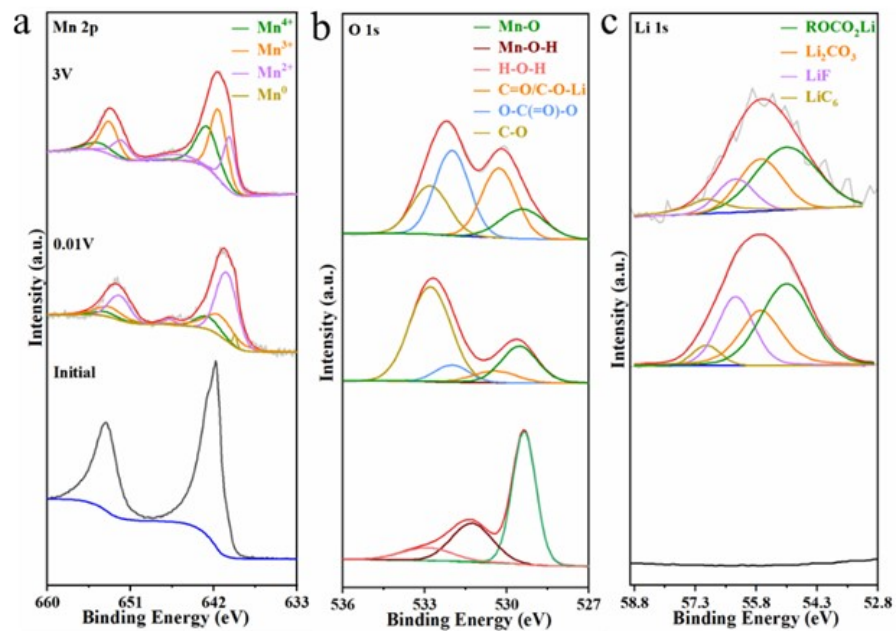 a
Mn 2p
Mn4+
Mn3+
Mn2+
Mn0
3V
0.01V
Initial
Intensity (a.u.)
660 651 642 633
Binding Energy (eV)
b
O 1s
Mn-O
Mn-O-H
H-O-H
C=O/C-O-Li
O-C(=O)-O
C-O
Intensity (a.u.)
536 533 530 527
Binding Energy (eV)
c
Li 1s
ROCO2Li
Li2CO3
LiF
LiC6
Intensity (a.u.)
58.8 57.3 55.8 54.3 52.8
Binding Energy (eV)